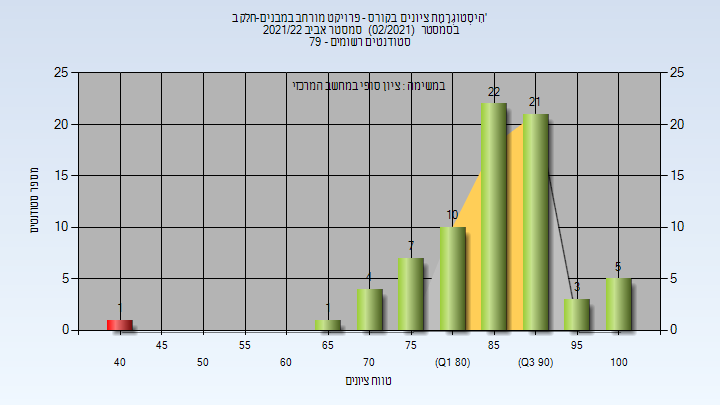 היסטוגרמת ציונים בקורס - פרויקט מורחב במבנים-חלק ב'
בסמסטר (02/2021) סמסטר אביב 2021/22
סטודנטים רשומים - 79
במשימה : ציון סופי במחשב המרכזי
מספר סטודנטים
25 25
20 20
15 15
10 10
5 5
0 0
1 1 4 7 10 22 21 3 5
45 55 65 75 85 95
40 50 60 70 (Q1 80) (Q3 90) 100
טווח ציונים